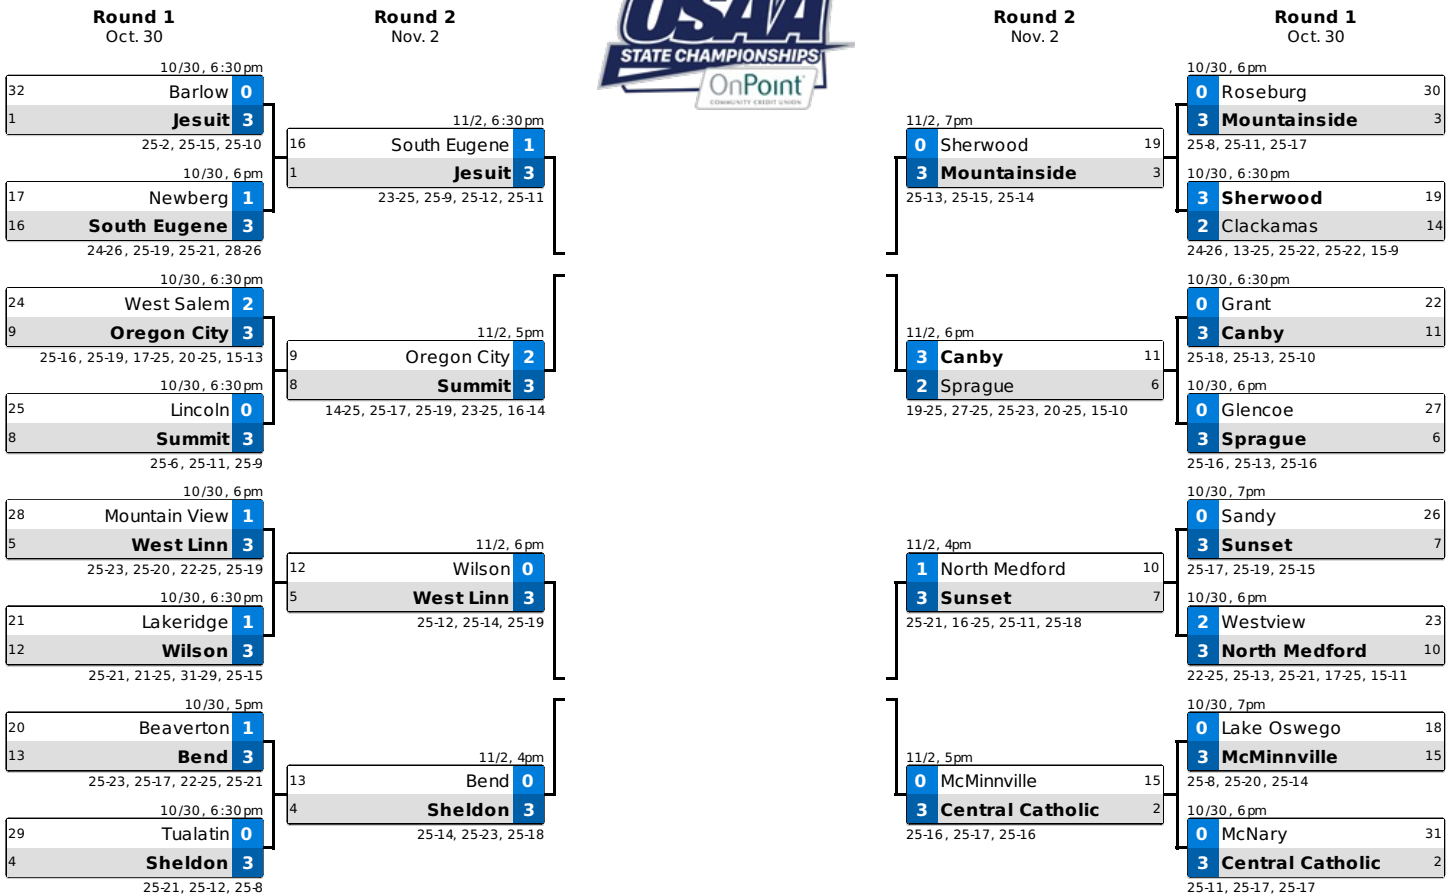 Round 1
Oct. 30
Round 2
Nov. 2
USAA
STATE CHAMPIONSHIPS
OnPoint
COMMUNITY CREDIT UNION
Round 2
Nov. 2
Round 1
Oct. 30
10/30, 6:30pm
32 Barlow 0
1 Jesuit 3
25-2, 25-15, 25-10
10/30, 6pm
17 Newberg 1
16 South Eugene 3
24-26, 25-19, 25-21, 28-26
10/30, 6:30pm
24 West Salem 2
9 Oregon City 3
25-16, 25-19, 17-25, 20-25, 15-13
10/30, 6:30pm
25 Lincoln 0
8 Summit 3
25-6, 25-11, 25-9
10/30, 6pm
28 Mountain View 1
5 West Linn 3
25-23, 25-20, 22-25, 25-19
10/30, 6:30pm
21 Lakeridge 1
12 Wilson 3
25-21, 21-25, 31-29, 25-15
10/30, 5pm
20 Beaverton 1
13 Bend 3
25-23, 25-17, 22-25, 25-21
10/30, 6:30pm
29 Tualatin 0
4 Sheldon 3
25-21, 25-12, 25-8
11/2, 6:30pm
16 South Eugene 1
1 Jesuit 3
23-25, 25-9, 25-12, 25-11
11/2, 5pm
9 Oregon City 2
8 Summit 3
14-25, 25-17, 25-19, 23-25, 16-14
11/2, 6pm
12 Wilson 0
5 West Linn 3
25-12, 25-14, 25-19
11/2, 4pm
13 Bend 0
4 Sheldon 3
25-14, 25-23, 25-18
11/2, 7pm
0 Sherwood 19
3 Mountainside 3
25-13, 25-15, 25-14
11/2, 6pm
3 Canby 11
2 Sprague 6
19-25, 27-25, 25-23, 20-25, 15-10
11/2, 4pm
1 North Medford 10
3 Sunset 7
25-21, 16-25, 25-11, 25-18
11/2, 5pm
0 McMinnville 15
3 Central Catholic 2
25-16, 25-17, 25-16
10/30, 6pm
0 Roseburg 30
3 Mountainside 3
25-8, 25-11, 25-17
10/30, 6:30pm
3 Sherwood 19
2 Clackamas 14
24-26, 13-25, 25-22, 25-22, 15-9
10/30, 6:30pm
0 Grant 22
3 Canby 11
25-18, 25-13, 25-10
10/30, 6pm
0 Glencoe 27
3 Sprague 6
25-16, 25-13, 25-16
10/30, 7pm
0 Sandy 26
3 Sunset 7
25-17, 25-19, 25-15
10/30, 6pm
2 Westview 23
3 North Medford 10
22-25, 25-13, 25-21, 17-25, 15-11
10/30, 7pm
0 Lake Oswego 18
3 McMinnville 15
25-8, 25-20, 25-14
10/30, 6pm
0 McNary 31
3 Central Catholic 2
25-11, 25-17, 25-17